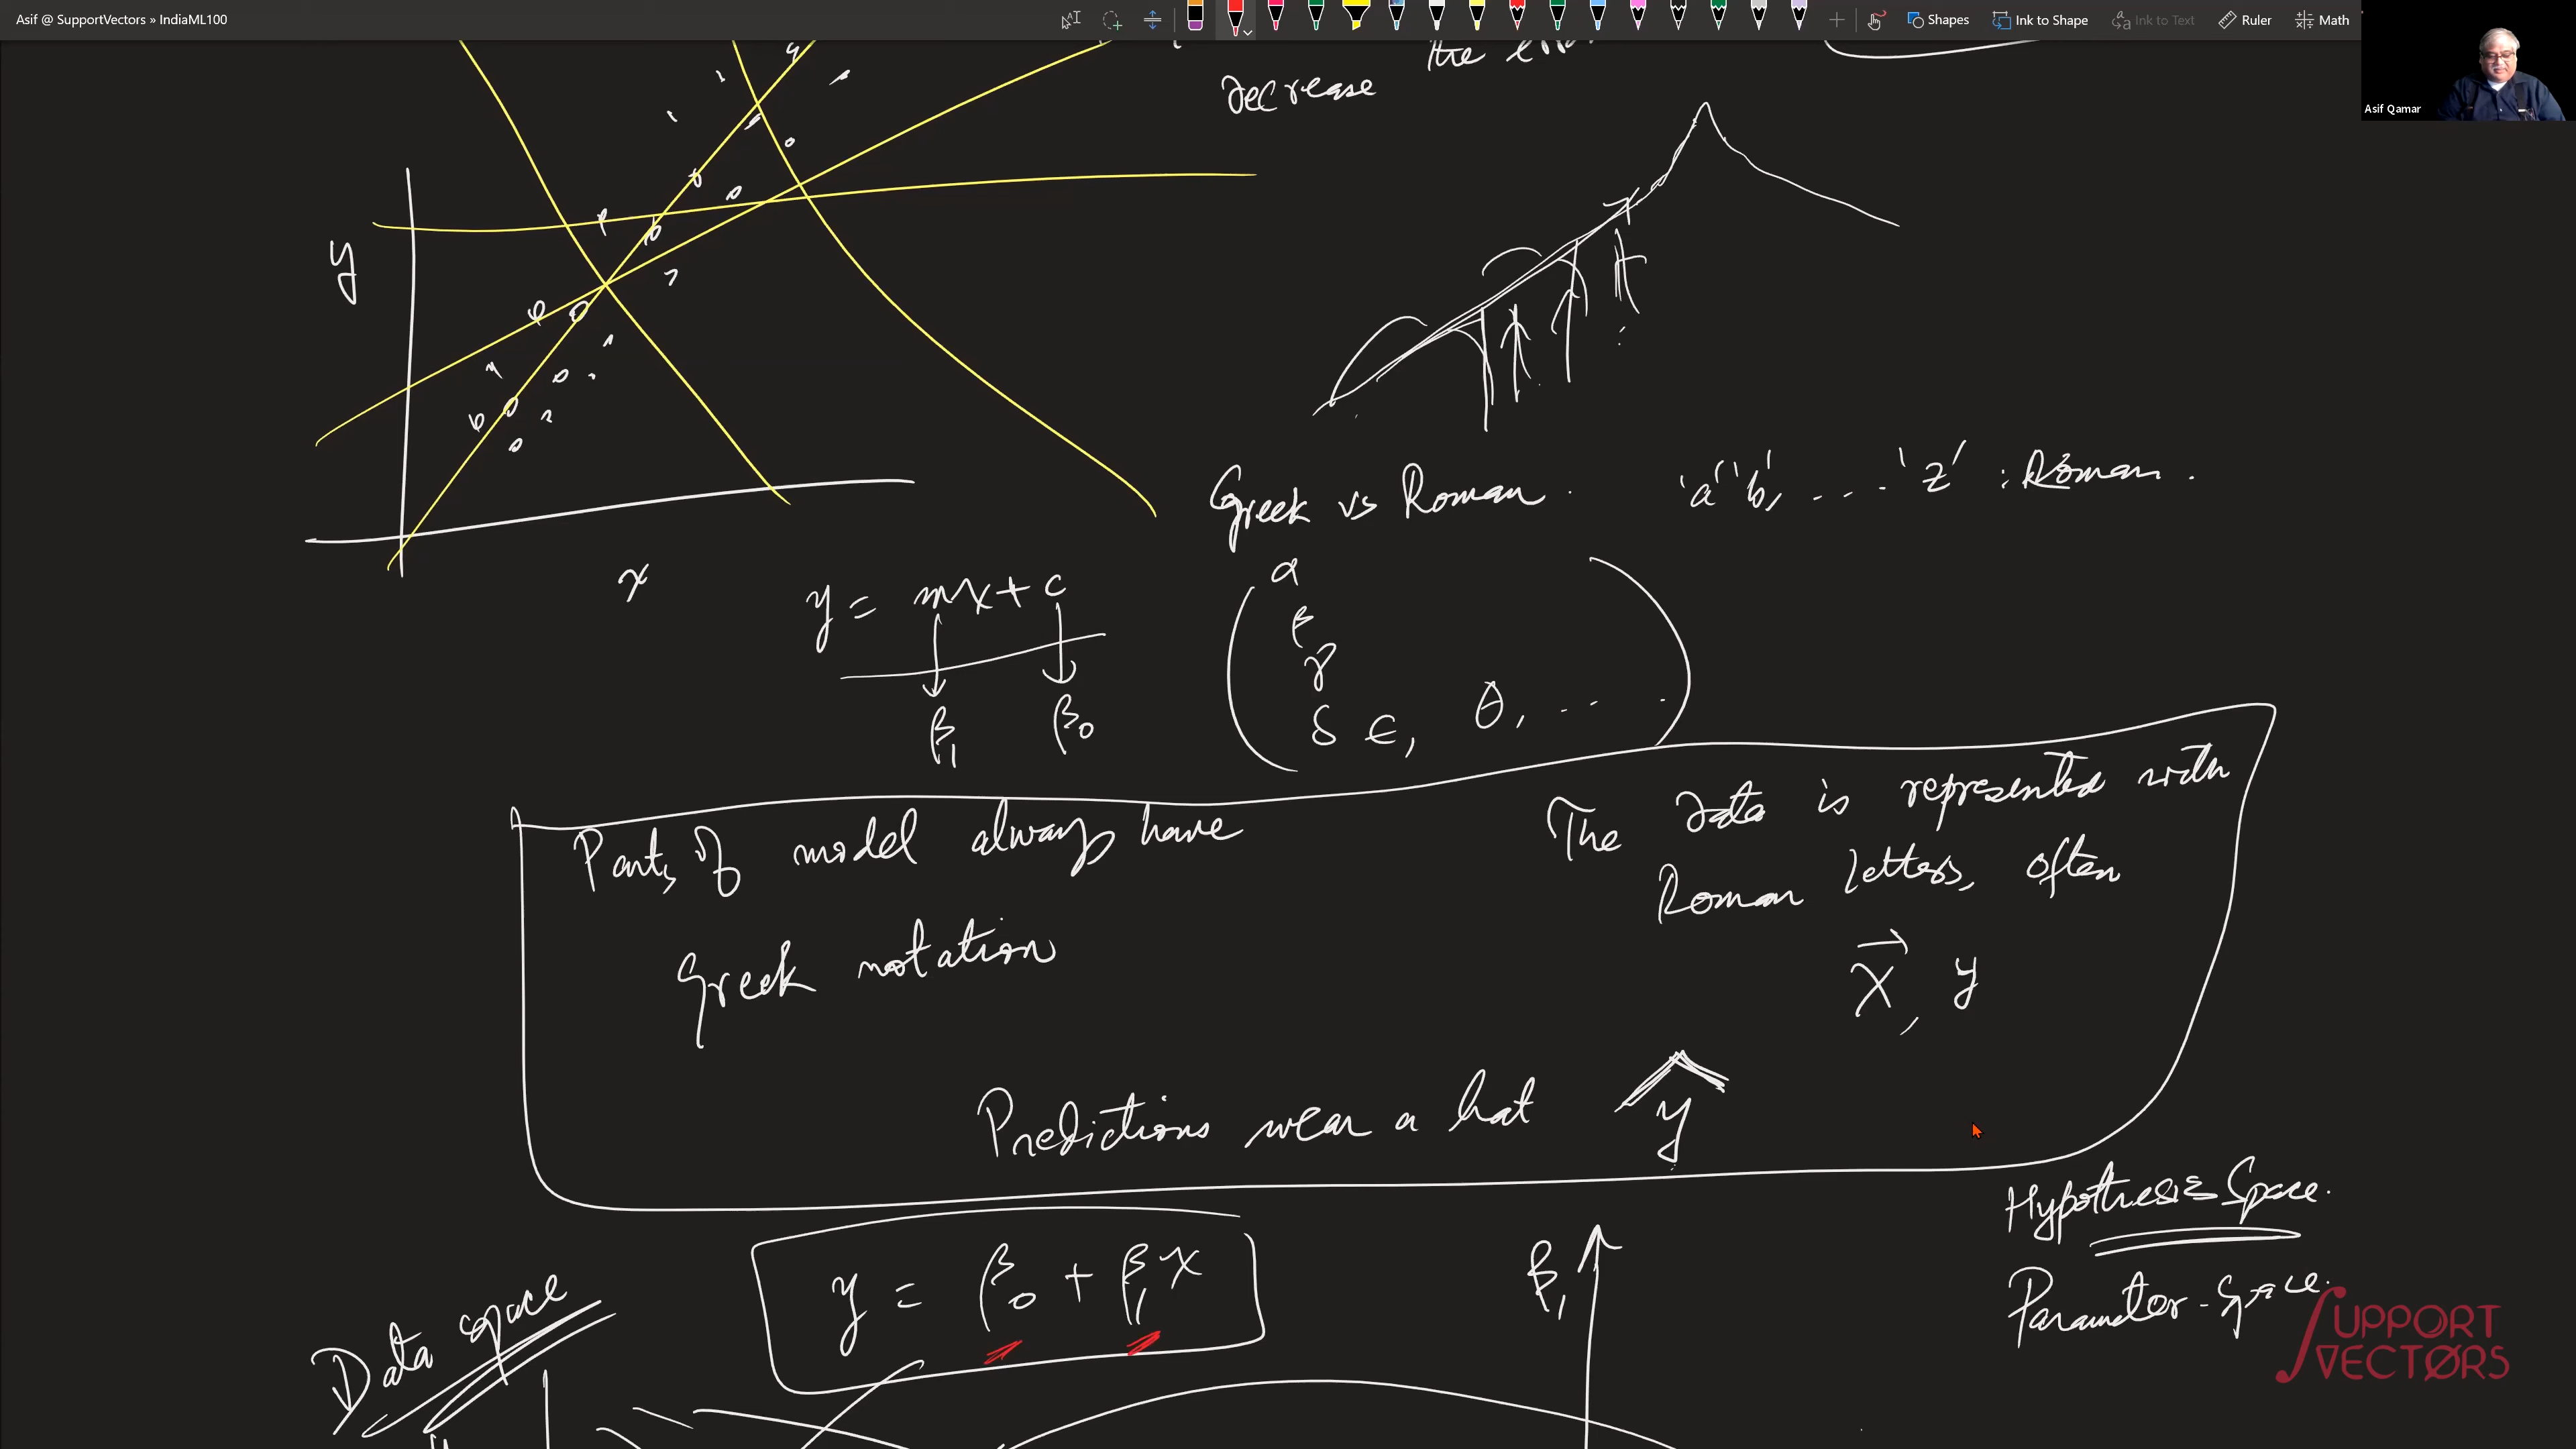 Asif @ SupportVectors » IndiaML100
Shapes
Ink to Shape
Ink to Text
Ruler
Math
Asif Qamar
the
decrease
y
x
Greek vs Roman.
'a' 'b', .... 'z' : Roman.
y = mx + c
β1 β0
α
β
γ
δ ϵ, θ, ... .
Parts of model always have
Greek notation
The data is represented with
Roman letters, often
X, y
Predictions wear a hat ŷ
Hypothesis Space.
Parameter-Space.
y = β0 + β1 x
β1
Data space
SUPPORT
VECTORS